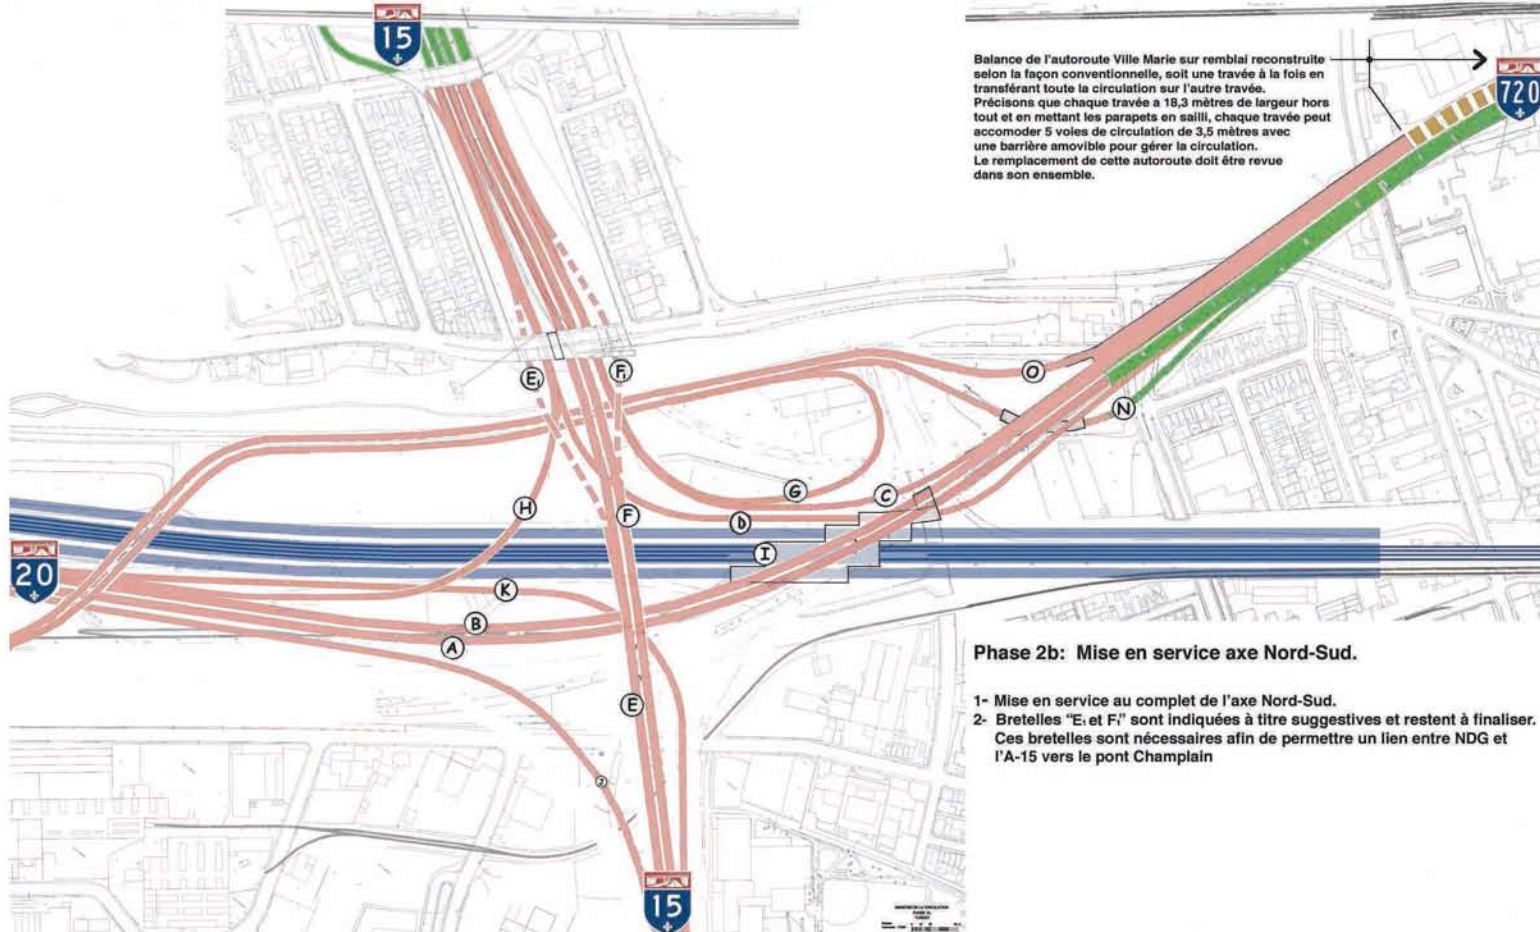 15
Balance de l'autoroute Ville Marie sur remblai reconstruite
selon la façon conventionnelle, soit une travée à la fois en
transférant toute la circulation sur l'autre travée.
Précisons que chaque travée a 18,3 mètres de largeur hors
tout et en mettant les parapets en sailli, chaque travée peut
accomoder 5 voies de circulation de 3,5 mètres avec
une barrière amovible pour gérer la circulation.
Le remplacement de cette autoroute doit être revue
dans son ensemble.
720
E₁
F₁
O
N
G
C
H
F
D
I
20
K
B
A
E
J
15
Phase 2b: Mise en service axe Nord-Sud.
1- Mise en service au complet de l'axe Nord-Sud.
2- Bretelles "E₁ et F₁" sont indiquées à titre suggestives et restent à finaliser.
Ces bretelles sont nécessaires afin de permettre un lien entre NDG et
l'A-15 vers le pont Champlain